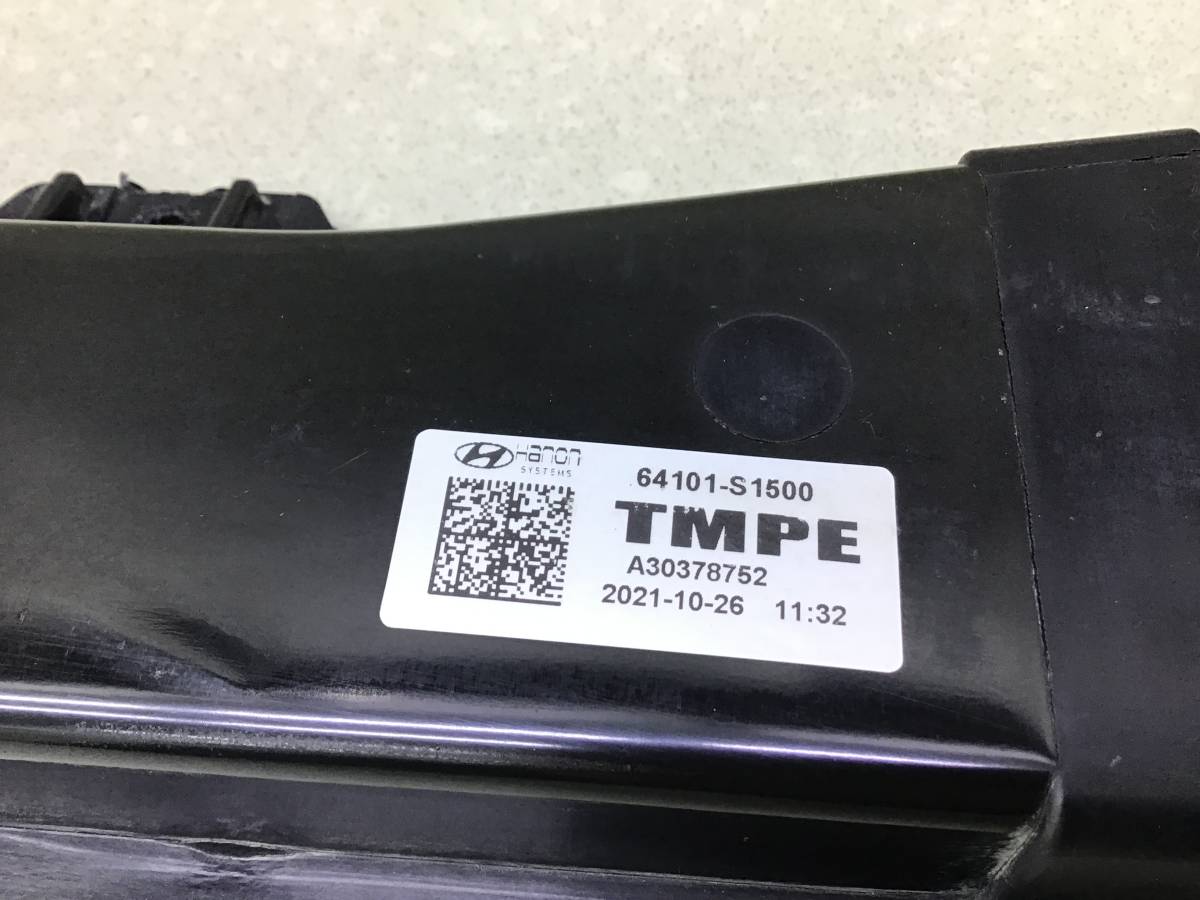 Hanon
SYSTEMS
64101-S1500
TMPE
A30378752
2021-10-26 11:32